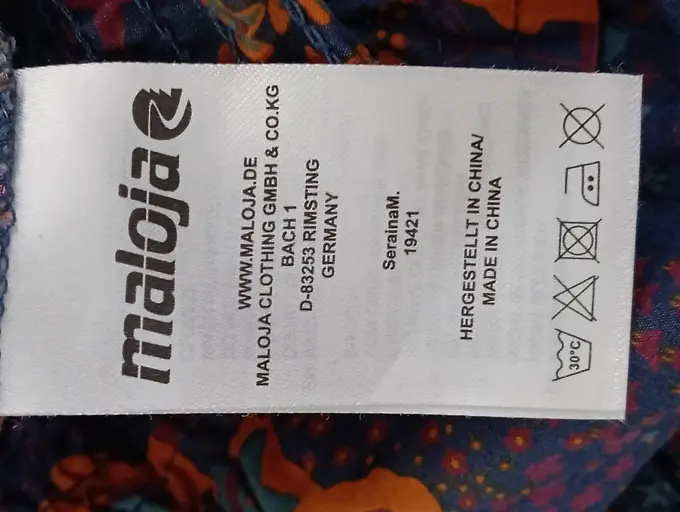 maloja
WWW.MALOJA.DE
MALOJA CLOTHING GMBH & CO.KG
BACH 1
D-83253 RIMSTING
GERMANY
SerainaM.
19421
HERGESTELLT IN CHINA/
MADE IN CHINA
30°C